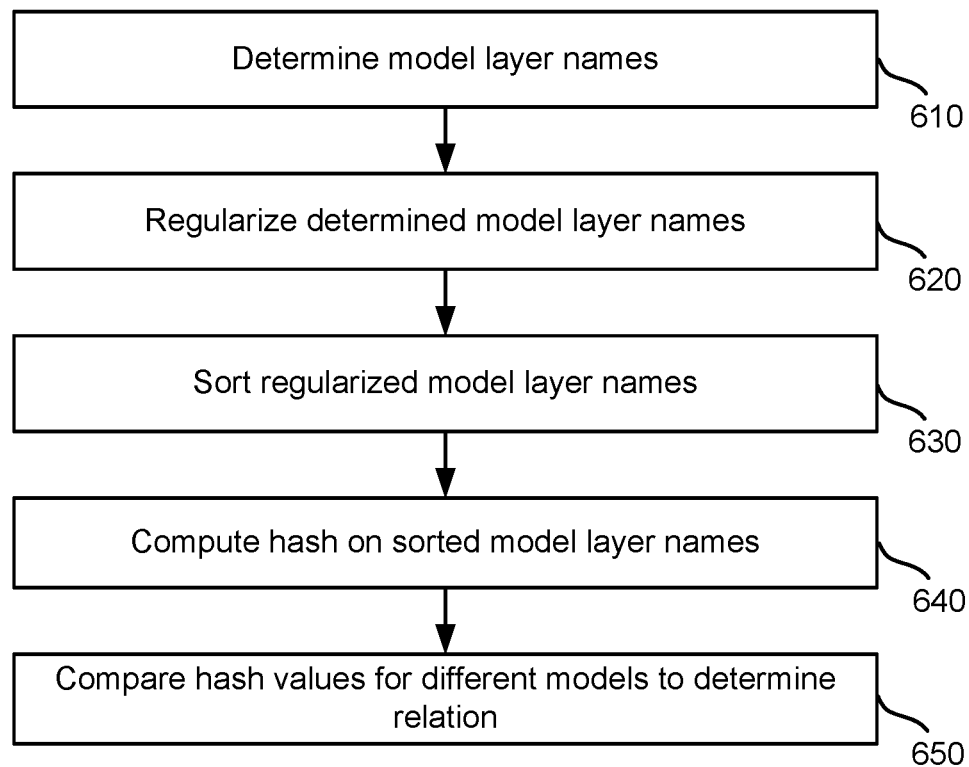 Determine model layer names
610
Regularize determined model layer names
620
Sort regularized model layer names
630
Compute hash on sorted model layer names
640
Compare hash values for different models to determine
relation
650